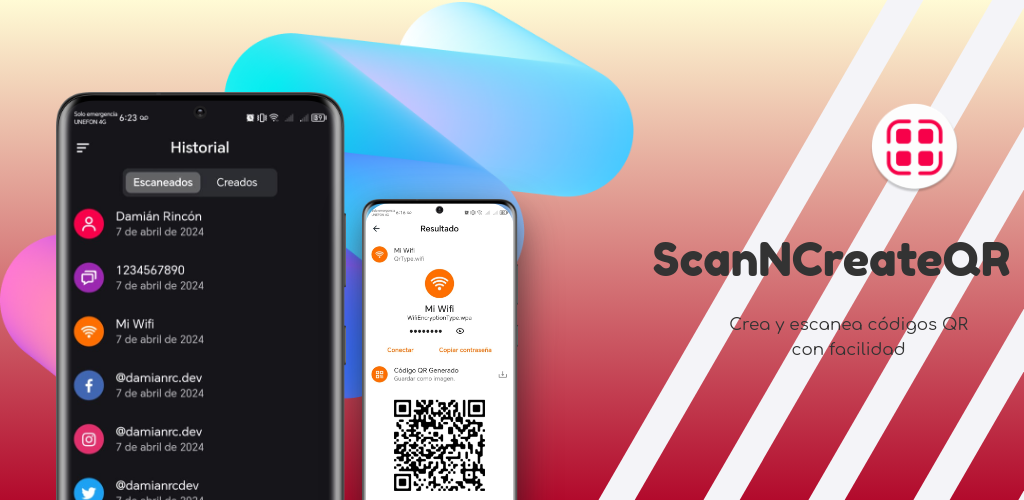 Solo emergencia
UNEFON 4G
6:23
89
Historial
Escaneados
Creados
Damián Rincón
7 de abril de 2024
1234567890
7 de abril de 2024
Mi Wifi
7 de abril de 2024
@damianrc.dev
7 de abril de 2024
@damianrc.dev
7 de abril de 2024
@damianrcdev
7 de abril de 2024
Resultado
Mi Wifi
QrType.wifi
Mi Wifi
WifiEncryptionType.wpa
••••••••
Conectar
Copiar contraseña
Código QR Generado
Guardar como imagen
ScanNCreateQR
Crea y escanea códigos QR
con facilidad